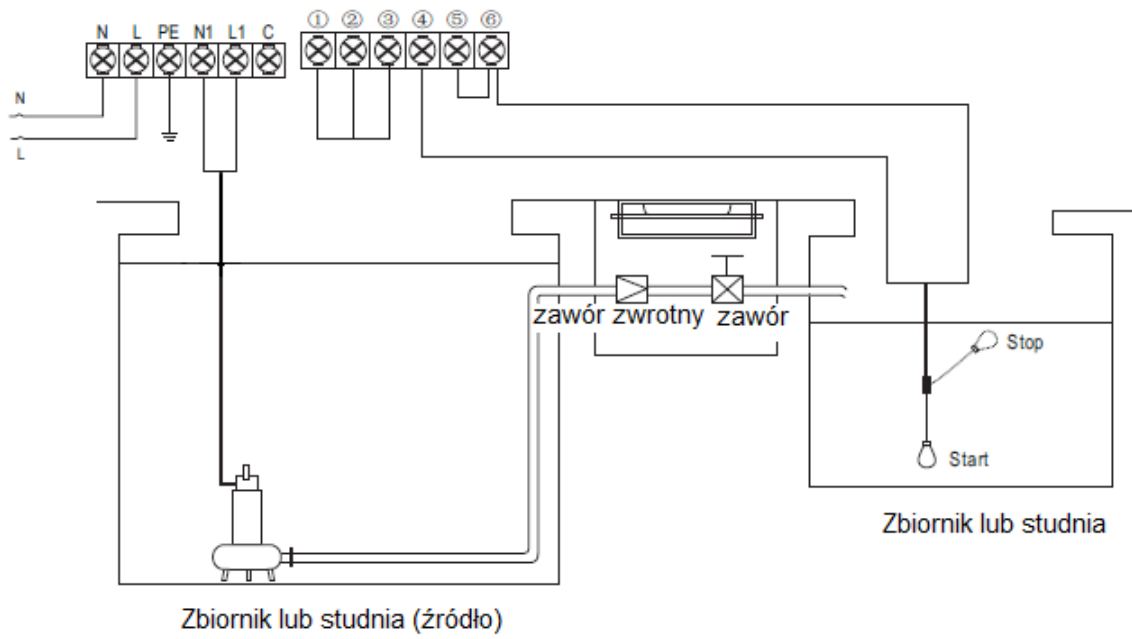 N L PE N1 L1 C
① ② ③ ④ ⑤ ⑥
N
L
zawór zwrotny zawór
Stop
Start
Zbiornik lub studnia
Zbiornik lub studnia (źródło)